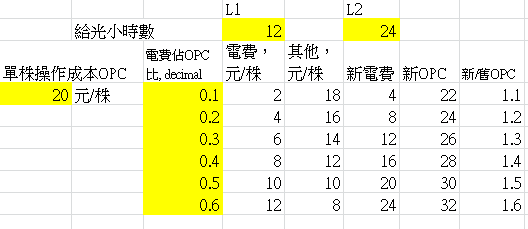 L1 L2
給光小時數 12 24
單株操作成本OPC 電費佔OPC比, decimal 電費，元/株 其他，元/株 新電費 新OPC 新/舊OPC
20 元/株 0.1 2 18 4 22 1.1
0.2 4 16 8 24 1.2
0.3 6 14 12 26 1.3
0.4 8 12 16 28 1.4
0.5 10 10 20 30 1.5
0.6 12 8 24 32 1.6